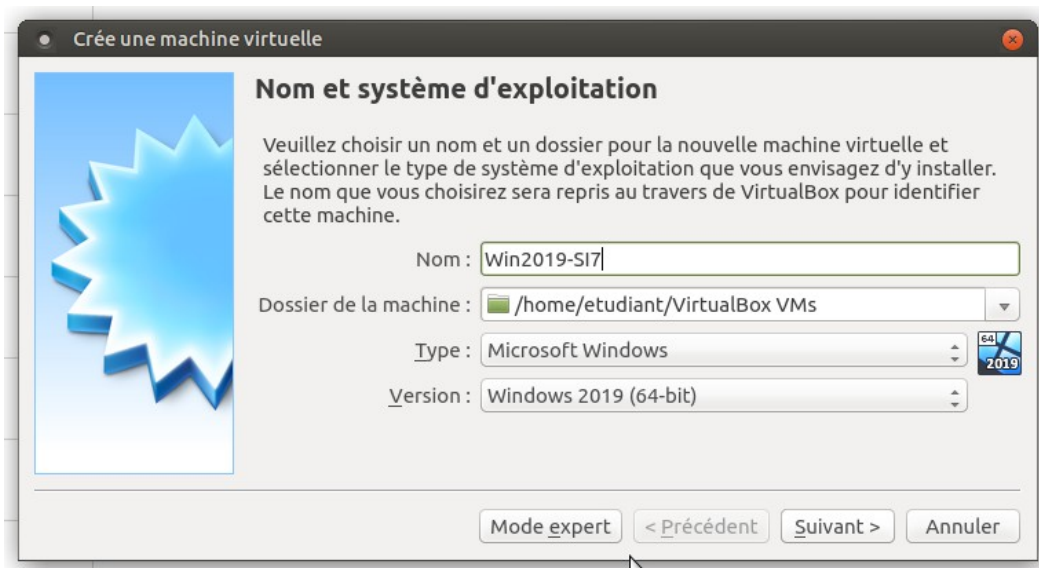 Crée une machine virtuelle
Nom et système d'exploitation
Veuillez choisir un nom et un dossier pour la nouvelle machine virtuelle et
sélectionner le type de système d'exploitation que vous envisagez d'y installer.
Le nom que vous choisirez sera repris au travers de VirtualBox pour identifier
cette machine.
Nom : Win2019-SI7
Dossier de la machine : /home/etudiant/VirtualBox VMs
Type : Microsoft Windows
64
2019
Version : Windows 2019 (64-bit)
Mode expert < Précédent Suivant > Annuler